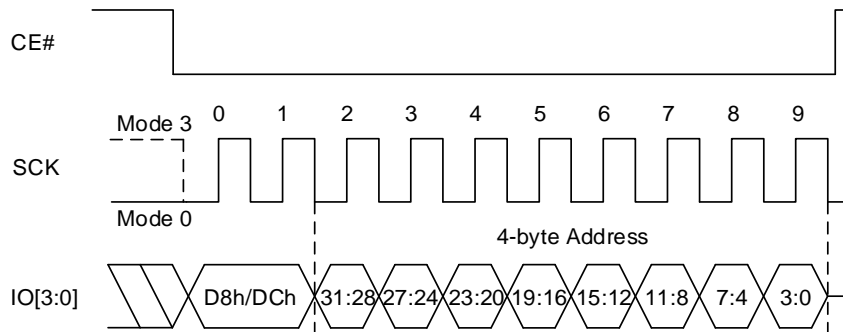 CE#
0 1 2 3 4 5 6 7 8 9
Mode 3
SCK
Mode 0
4-byte Address
IO[3:0] D8h/DCh 31:28 27:24 23:20 19:16 15:12 11:8 7:4 3:0